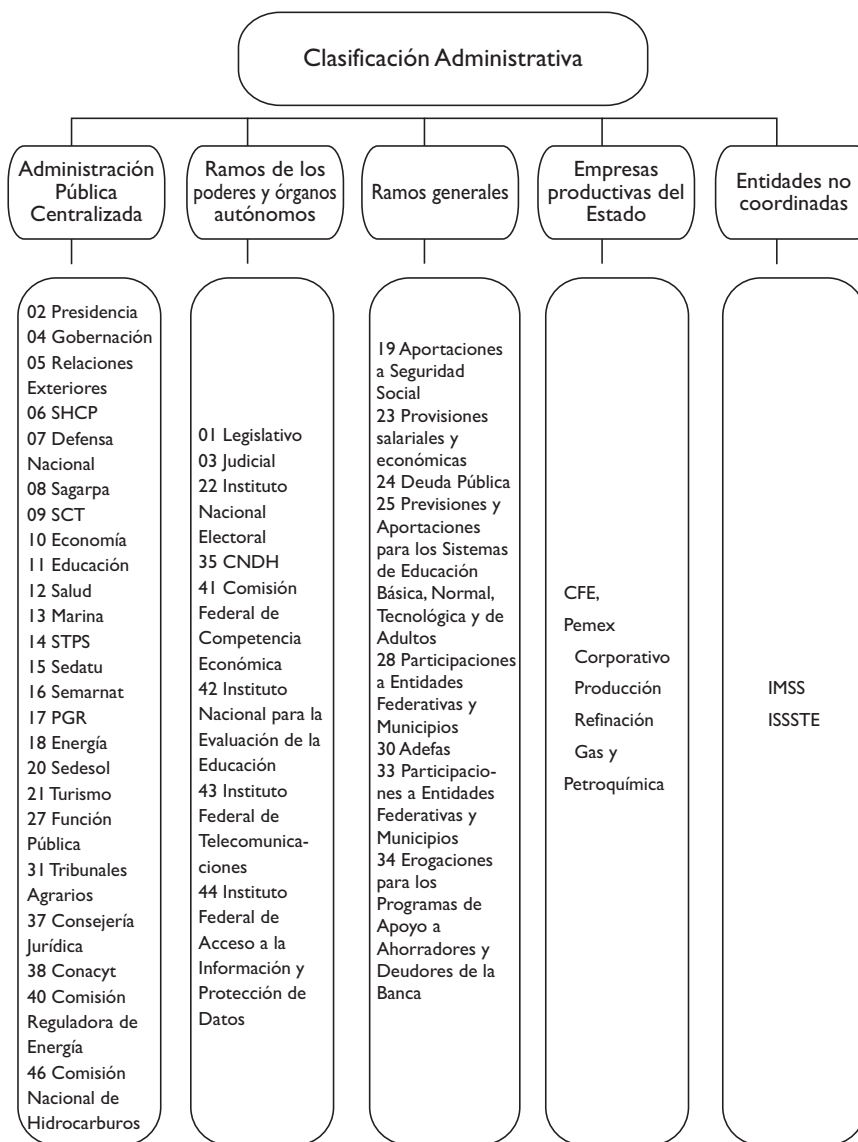 Clasificación Administrativa
Administración
Pública
Centralizada
02 Presidencia
04 Gobernación
05 Relaciones
Exteriores
06 SHCP
07 Defensa
Nacional
08 Sagarpa
09 SCT
10 Economía
11 Educación
12 Salud
13 Marina
14 STPS
15 Sedatu
16 Semarnat
17 PGR
18 Energía
20 Sedesol
21 Turismo
27 Función
Pública
31 Tribunales
Agrarios
37 Consejería
Jurídica
38 Conacyt
40 Comisión
Reguladora de
Energía
46 Comisión
Nacional de
Hidrocarburos
Ramos de los
poderes y órganos
autónomos
01 Legislativo
03 Judicial
22 Instituto
Nacional
Electoral
35 CNDH
41 Comisión
Federal de
Competencia
Económica
42 Instituto
Nacional para la
Evaluación de la
Educación
43 Instituto
Federal de
Telecomunica-
ciones
44 Instituto
Federal de
Acceso a la
Información y
Protección de
Datos
Ramos generales
19 Aportaciones
a Seguridad
Social
23 Provisiones
salariales y
económicas
24 Deuda Pública
25 Previsiones y
Aportaciones
para los Sistemas
de Educación
Básica, Normal,
Tecnológica y de
Adultos
28 Participaciones
a Entidades
Federativas y
Municipios
30 Adefas
33 Participacio-
nes a Entidades
Federativas y
Municipios
34 Erogaciones
para los
Programas de
Apoyo a
Ahorradores y
Deudores de la
Banca
Empresas
productivas del
Estado
CFE,
Pemex
Corporativo
Producción
Refinación
Gas y
Petroquímica
Entidades no
coordinadas
IMSS
ISSSTE